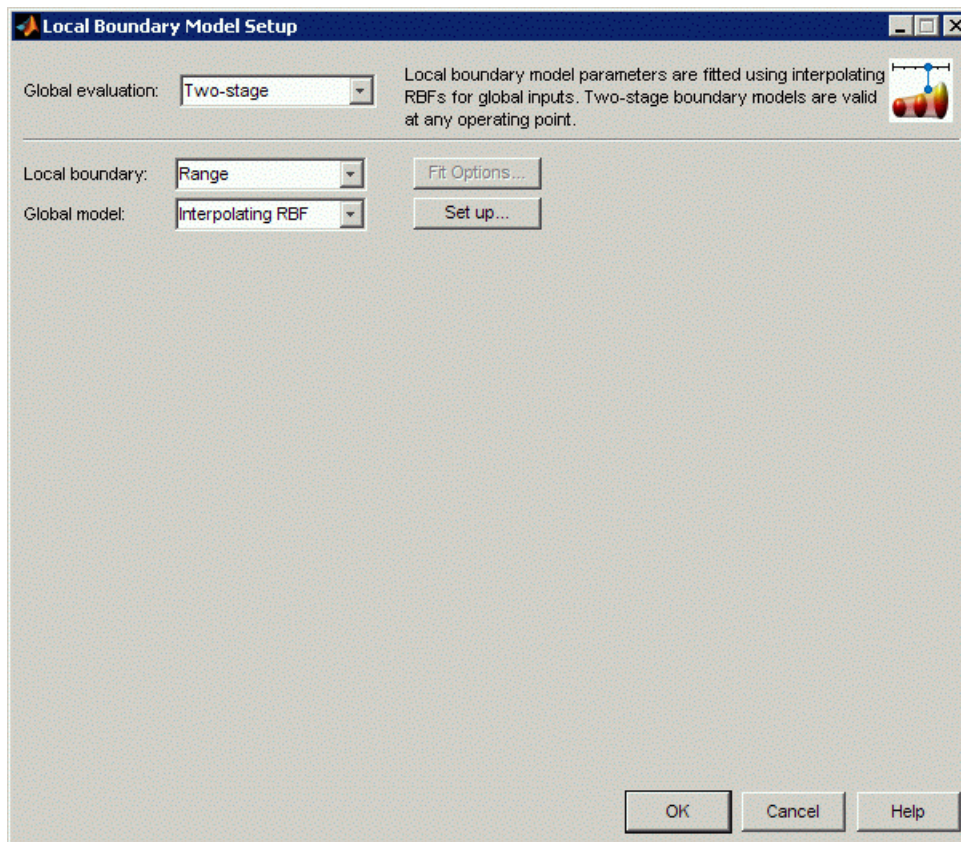 Local Boundary Model Setup
Global evaluation: Two-stage
Local boundary model parameters are fitted using interpolating
RBFs for global inputs. Two-stage boundary models are valid
at any operating point.
Local boundary: Range Fit Options...
Global model: Interpolating RBF Set up...
OK Cancel Help